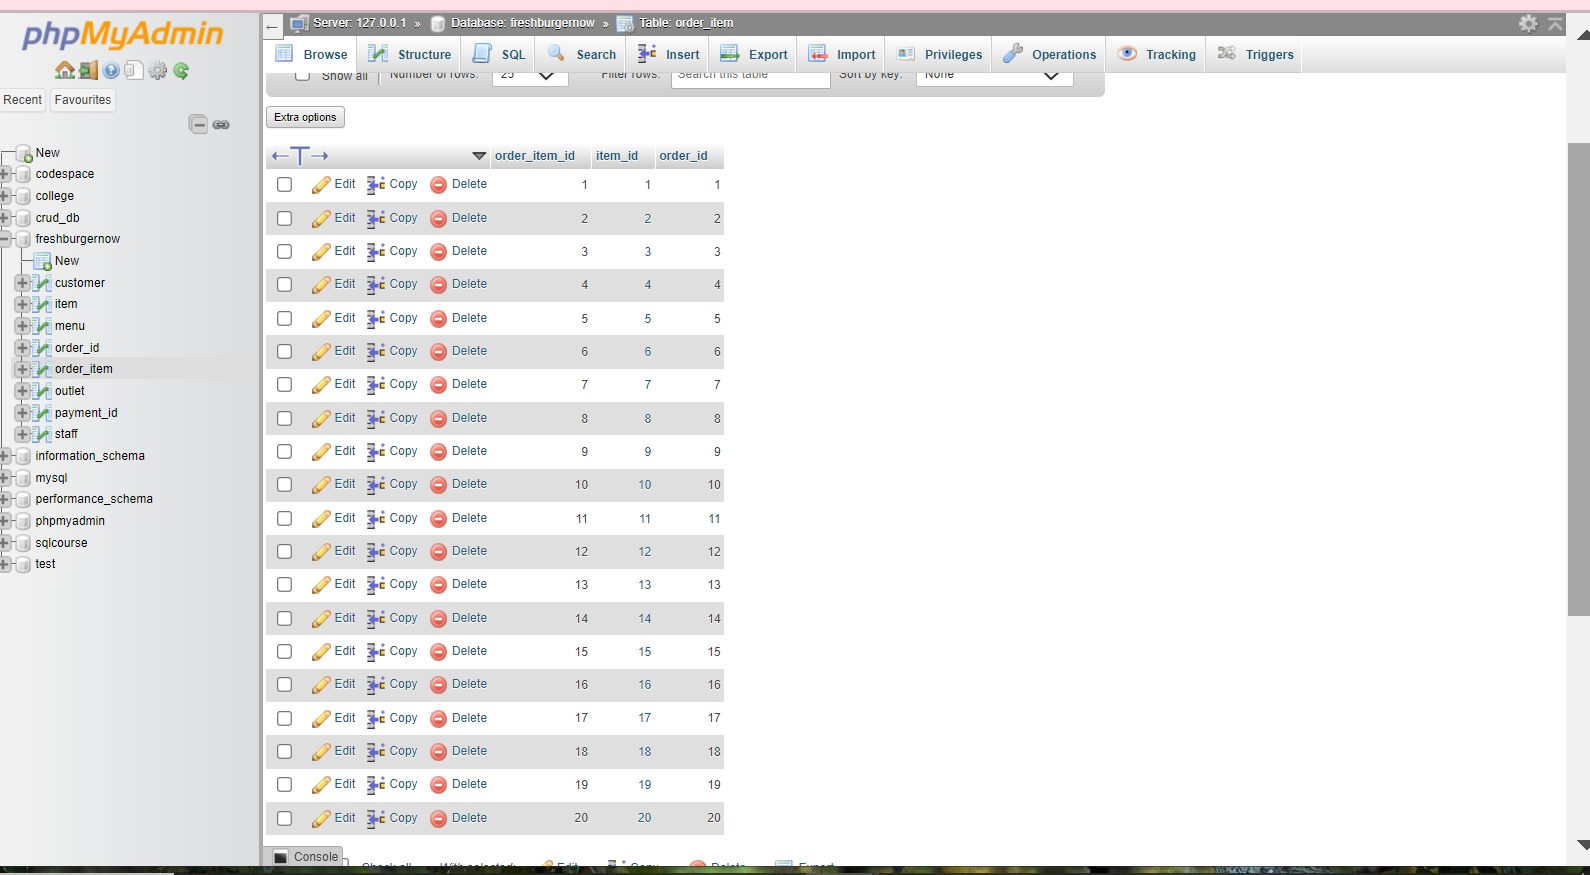 phpMyAdmin
Recent Favourites
New
codespace
college
crud_db
freshburgernow
New
customer
item
menu
order_id
order_item
outlet
payment_id
staff
information_schema
mysql
performance_schema
phpmyadmin
sqlcourse
test
Server: 127.0.0.1 » Database: freshburgernow » Table: order_item
Browse Structure SQL Search Insert Export Import Privileges Operations Tracking Triggers
Show all Number of rows: 25 Filter rows: Search this table Sort by key: None
Extra options
order_item_id item_id order_id
Edit Copy Delete 1 1 1
Edit Copy Delete 2 2 2
Edit Copy Delete 3 3 3
Edit Copy Delete 4 4 4
Edit Copy Delete 5 5 5
Edit Copy Delete 6 6 6
Edit Copy Delete 7 7 7
Edit Copy Delete 8 8 8
Edit Copy Delete 9 9 9
Edit Copy Delete 10 10 10
Edit Copy Delete 11 11 11
Edit Copy Delete 12 12 12
Edit Copy Delete 13 13 13
Edit Copy Delete 14 14 14
Edit Copy Delete 15 15 15
Edit Copy Delete 16 16 16
Edit Copy Delete 17 17 17
Edit Copy Delete 18 18 18
Edit Copy Delete 19 19 19
Edit Copy Delete 20 20 20
Console Check all With selected: Edit Copy Delete Export